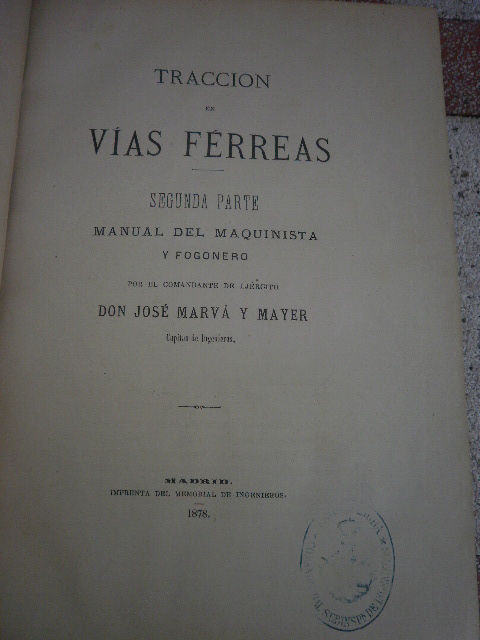 TRACCION
EN
VÍAS FÉRREAS
SEGUNDA PARTE
MANUAL DEL MAQUINISTA
Y FOGONERO
POR EL COMANDANTE DE EJÉRCITO
DON JOSÉ MARVÁ Y MAYER
Capitan de Ingenieros.
MADRID.
IMPRENTA DEL MEMORIAL DE INGENIEROS.
1878.